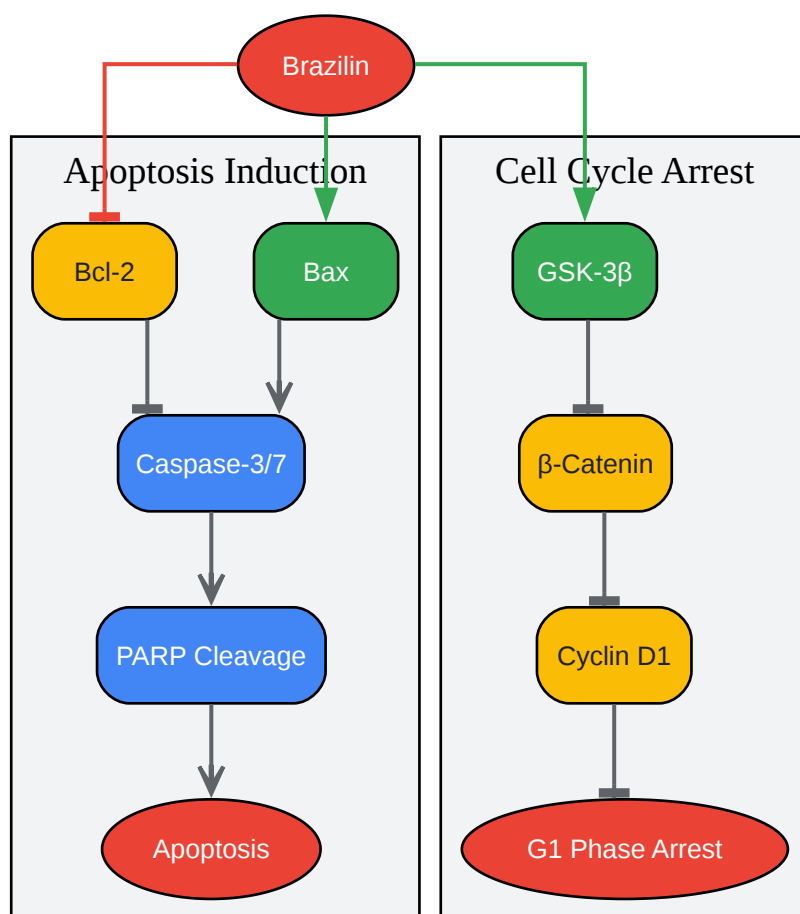 Brazilin
Apoptosis Induction
Cell Cycle Arrest
Bcl-2
Bax
GSK-3β
Caspase-3/7
β-Catenin
PARP Cleavage
Cyclin D1
Apoptosis
G1 Phase Arrest